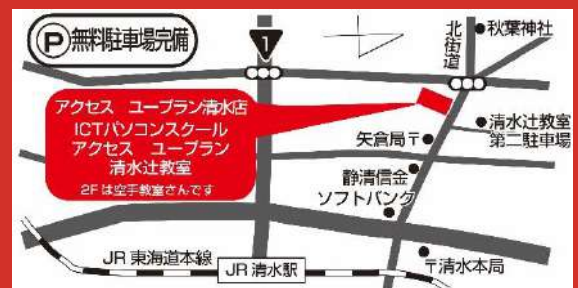 P 無料駐車場完備
1
北街道
秋葉神社
アクセス ユープラン清水店
ICTパソコンスクール
アクセス ユープラン
清水辻教室
2Fは空手教室さんです
矢倉局〒
清水辻教室
第二駐車場
静清信金
ソフトバンク
JR東海道本線
JR清水駅
〒清水本局